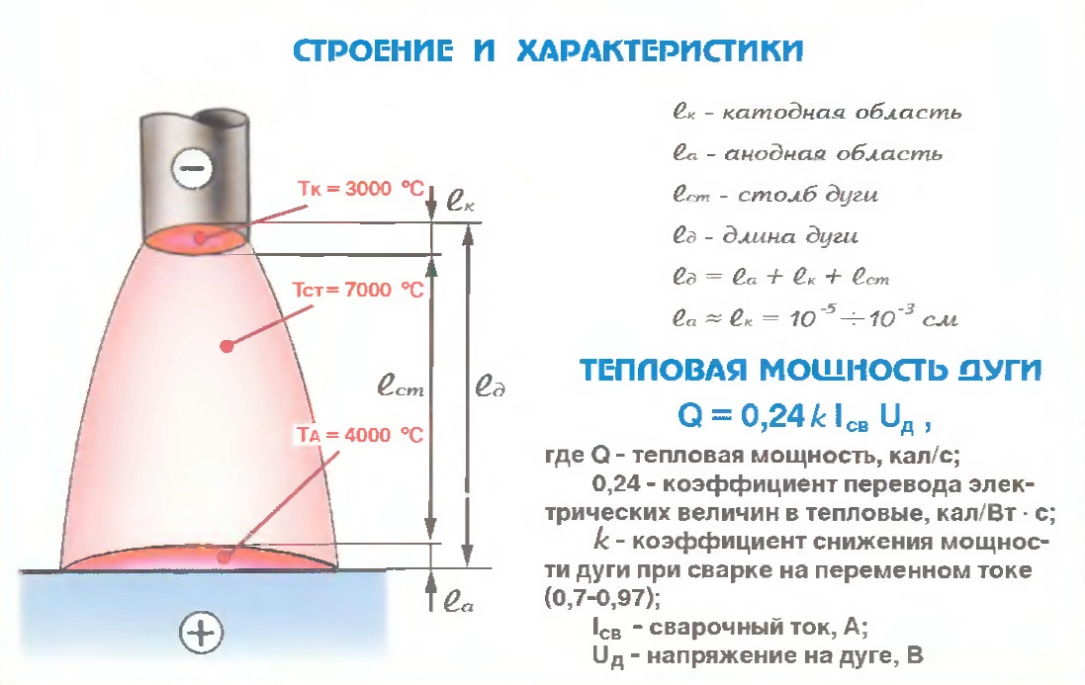 СТРОЕНИЕ И ХАРАКТЕРИСТИКИ
−
Tк = 3000 °C
ℓк
Tст = 7000 °C
ℓст
ℓд
TА = 4000 °C
ℓа
+
ℓк - катодная область
ℓа - анодная область
ℓст - столб дуги
ℓд - длина дуги
ℓд = ℓа + ℓк + ℓст
ℓа ≈ ℓк = 10⁻⁵ ÷ 10⁻³ см
ТЕПЛОВАЯ МОЩНОСТЬ ДУГИ
Q = 0,24 k Iсв Uд ,
где Q - тепловая мощность, кал/с;
0,24 - коэффициент перевода элек-
трических величин в тепловые, кал/Вт · с;
k - коэффициент снижения мощнос-
ти дуги при сварке на переменном токе
(0,7-0,97);
Iсв - сварочный ток, А;
Uд - напряжение на дуге, В